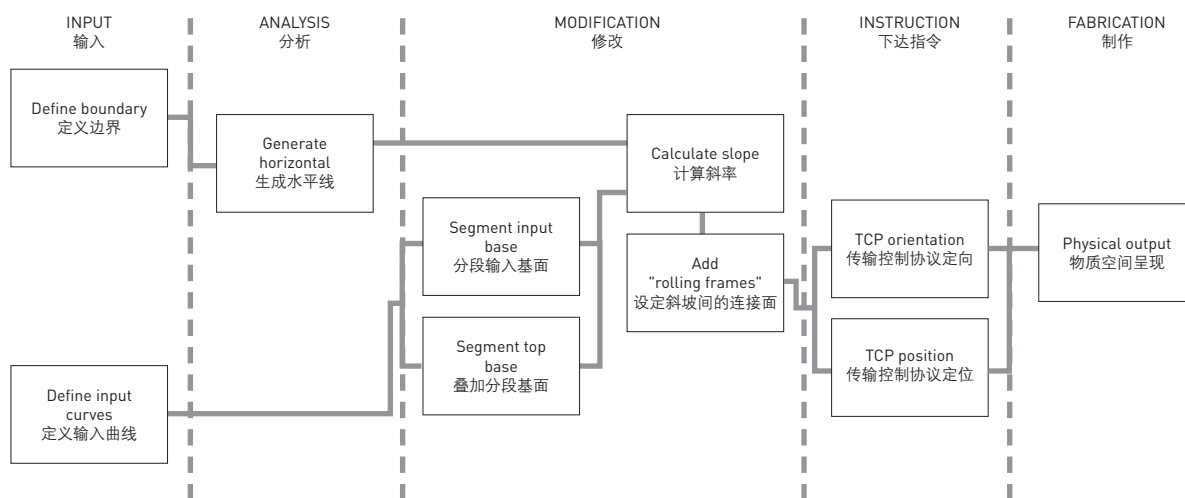 INPUT
输入
ANALYSIS
分析
MODIFICATION
修改
INSTRUCTION
下达指令
FABRICATION
制作
Define boundary
定义边界
Generate
horizontal
生成水平线
Calculate slope
计算斜率
Segment input
base
分段输入基面
Add
"rolling frames"
设定斜坡间的连接面
TCP orientation
传输控制协议定向
Physical output
物质空间呈现
Segment top
base
叠加分段基面
TCP position
传输控制协议定位
Define input
curves
定义输入曲线